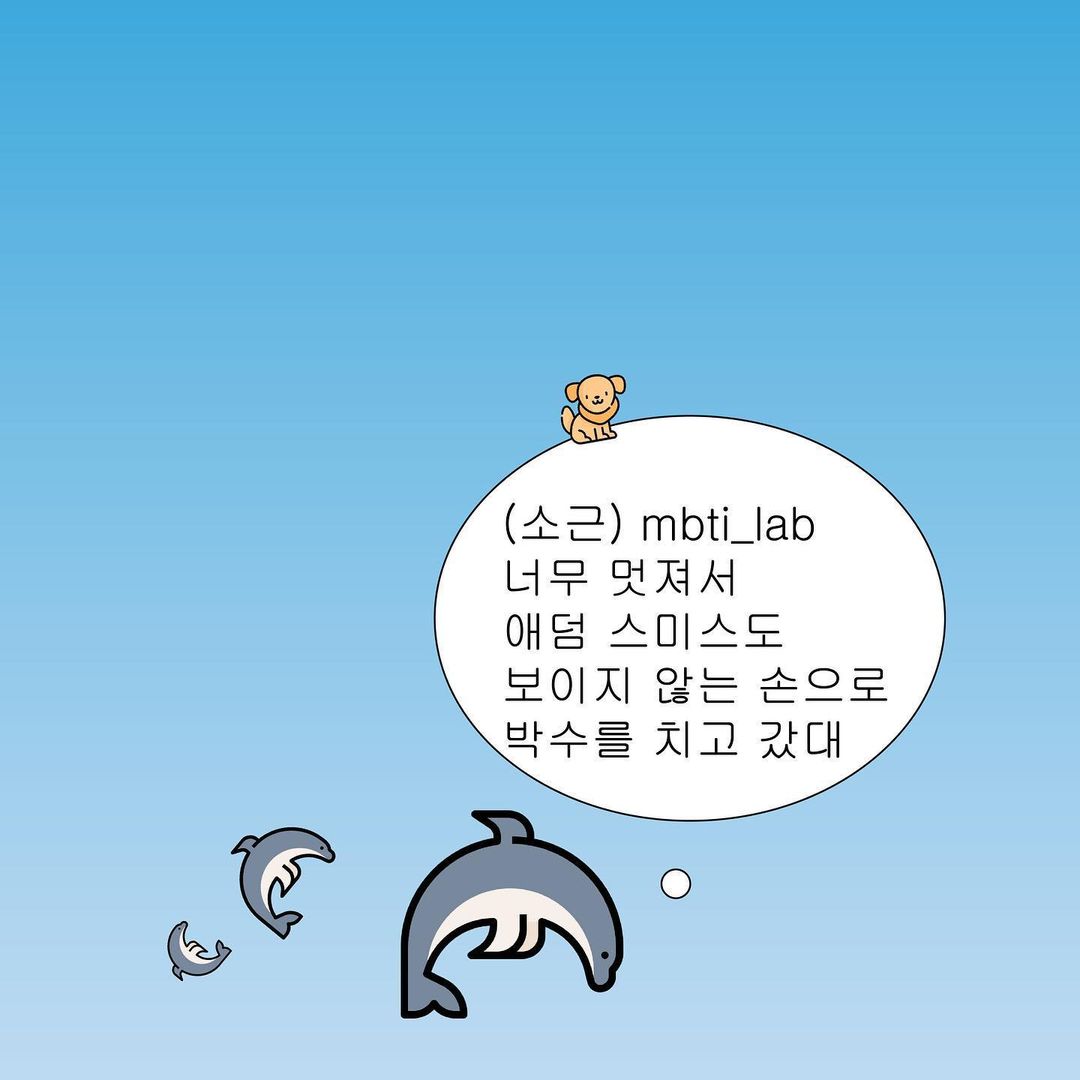 (소근) mbti_lab
너무 멋져서
애덤 스미스도
보이지 않는 손으로
박수를 치고 갔대